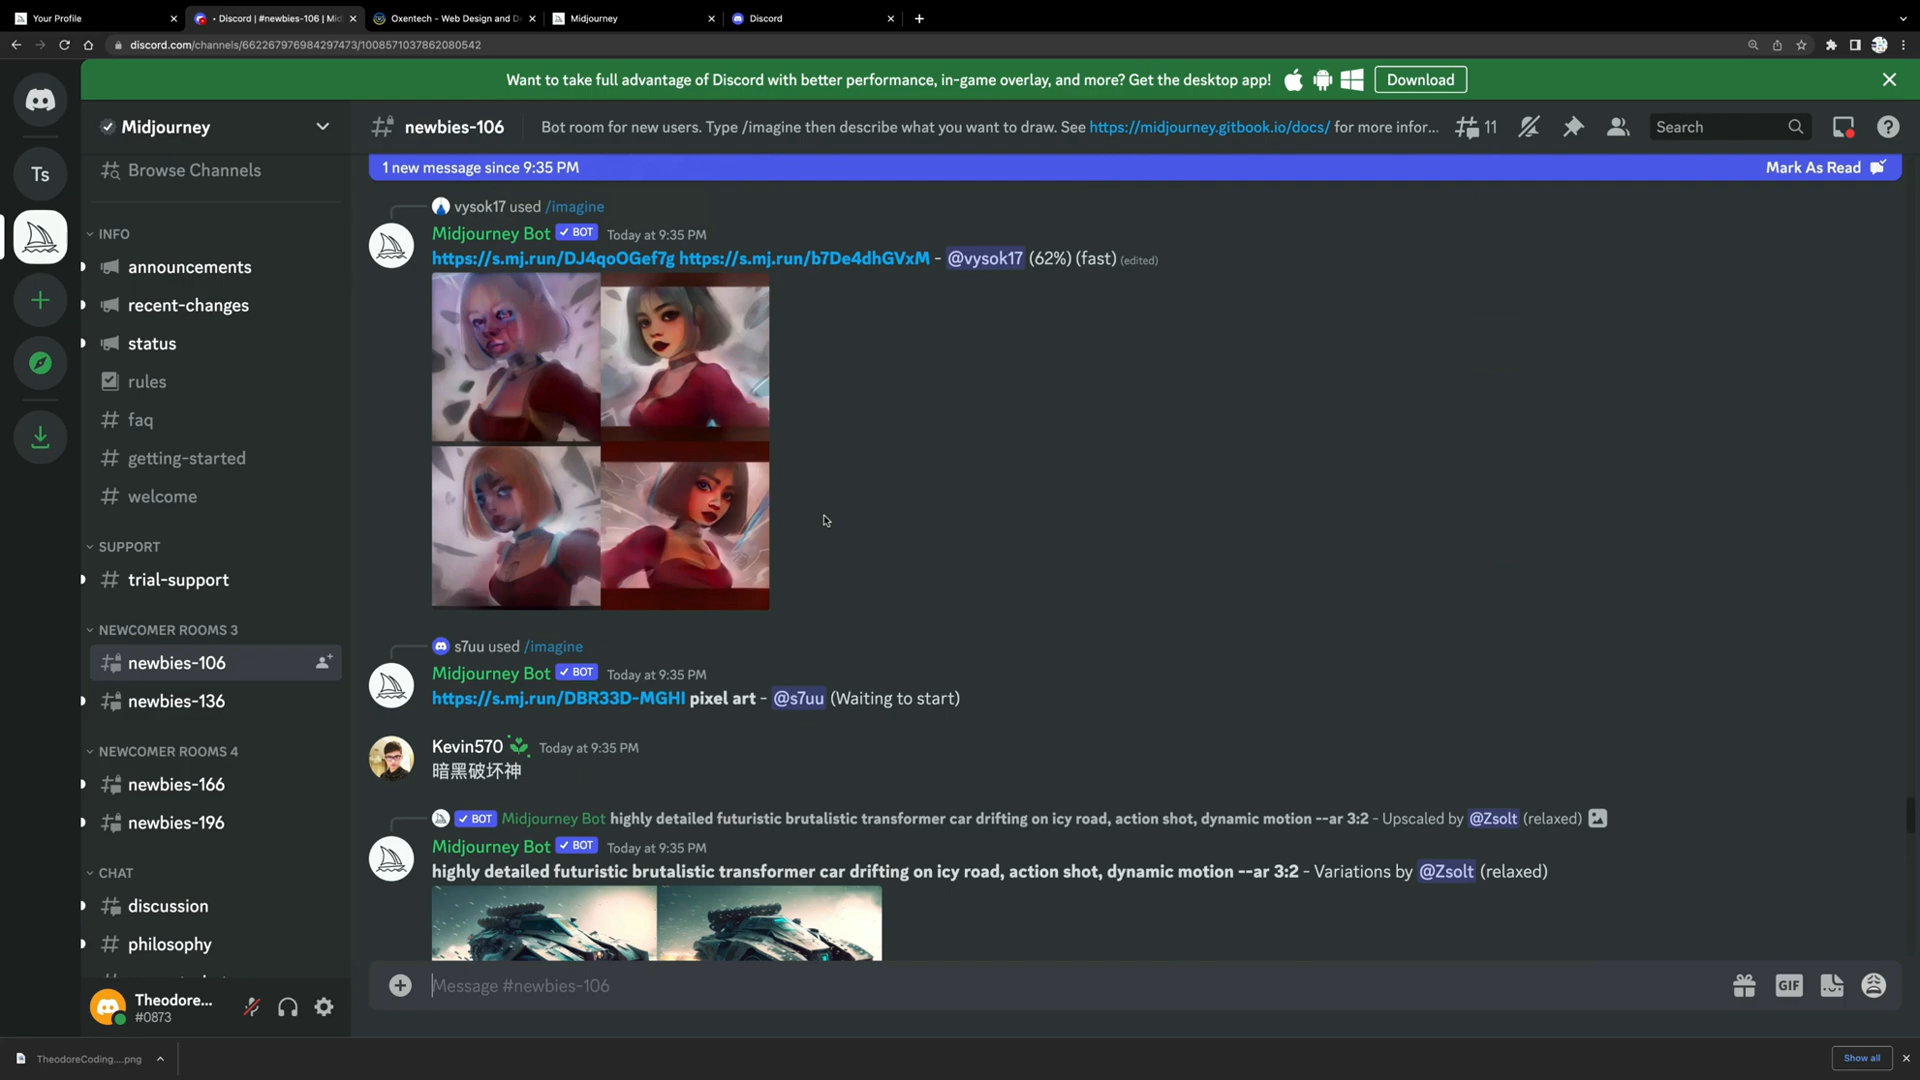 Your Profile
Discord | #newbies-106 | Mid
Oxentech - Web Design and De
Midjourney
Discord
discord.com/channels/662267976984297473/1008571037862080542
Want to take full advantage of Discord with better performance, in-game overlay, and more? Get the desktop app!
Download
Midjourney
newbies-106
Bot room for new users. Type /imagine then describe what you want to draw. See https://midjourney.gitbook.io/docs/ for more infor...
11
Search
Ts
Browse Channels
INFO
announcements
recent-changes
status
rules
faq
getting-started
welcome
SUPPORT
trial-support
NEWCOMER ROOMS 3
newbies-106
newbies-136
NEWCOMER ROOMS 4
newbies-166
newbies-196
CHAT
discussion
philosophy
Theodore...
#0873
1 new message since 9:35 PM
Mark As Read
vysok17 used /imagine
Midjourney Bot ✓ BOT Today at 9:35 PM
https://s.mj.run/DJ4qoOGef7g https://s.mj.run/b7De4dhGVxM - @vysok17 (62%) (fast) (edited)
s7uu used /imagine
Midjourney Bot ✓ BOT Today at 9:35 PM
https://s.mj.run/DBR33D-MGHI pixel art - @s7uu (Waiting to start)
Kevin570 Today at 9:35 PM
暗黑破坏神
✓ BOT Midjourney Bot highly detailed futuristic brutalistic transformer car drifting on icy road, action shot, dynamic motion --ar 3:2 - Upscaled by @Zsolt (relaxed)
Midjourney Bot ✓ BOT Today at 9:35 PM
highly detailed futuristic brutalistic transformer car drifting on icy road, action shot, dynamic motion --ar 3:2 - Variations by @Zsolt (relaxed)
Message #newbies-106
GIF
TheodoreCoding....png
Show all